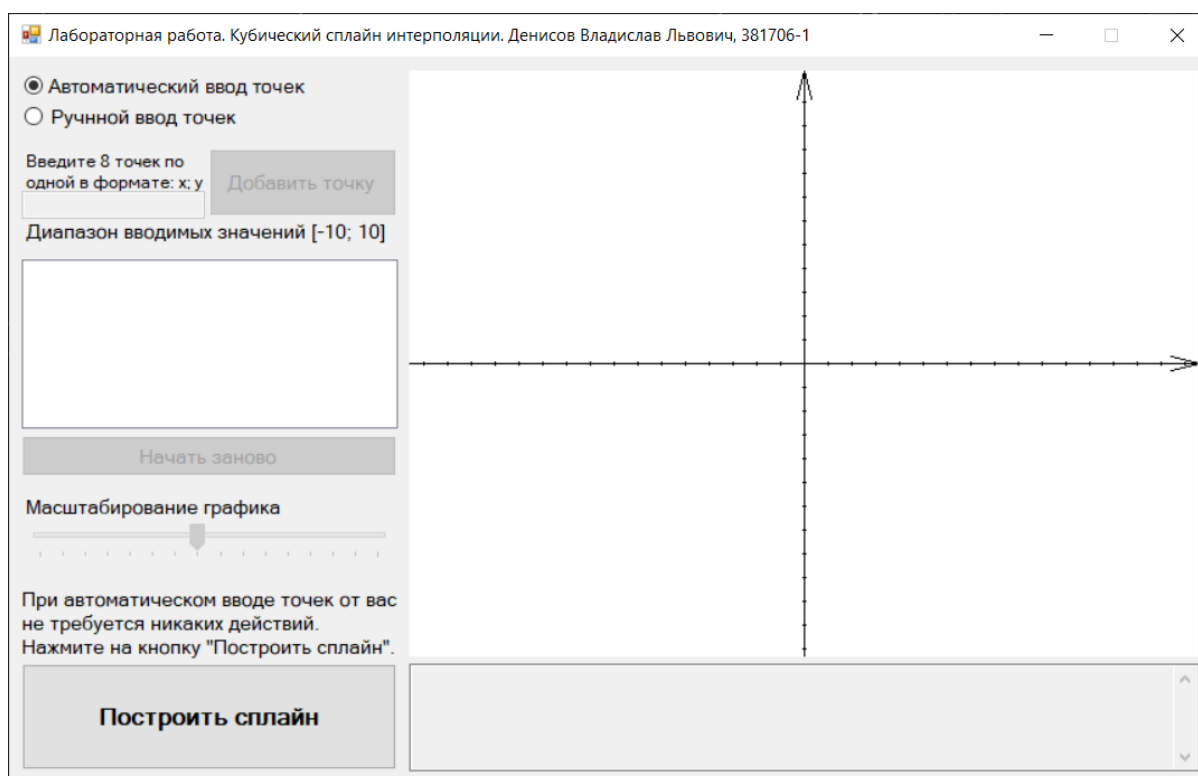 Лабораторная работа. Кубический сплайн интерполяции. Денисов Владислав Львович, 381706-1
Автоматический ввод точек
Ручнной ввод точек
Введите 8 точек по
одной в формате: x; y
Добавить точку
Диапазон вводимых значений [-10; 10]
Начать заново
Масштабирование графика
При автоматическом вводе точек от вас
не требуется никаких действий.
Нажмите на кнопку "Построить сплайн".
Построить сплайн